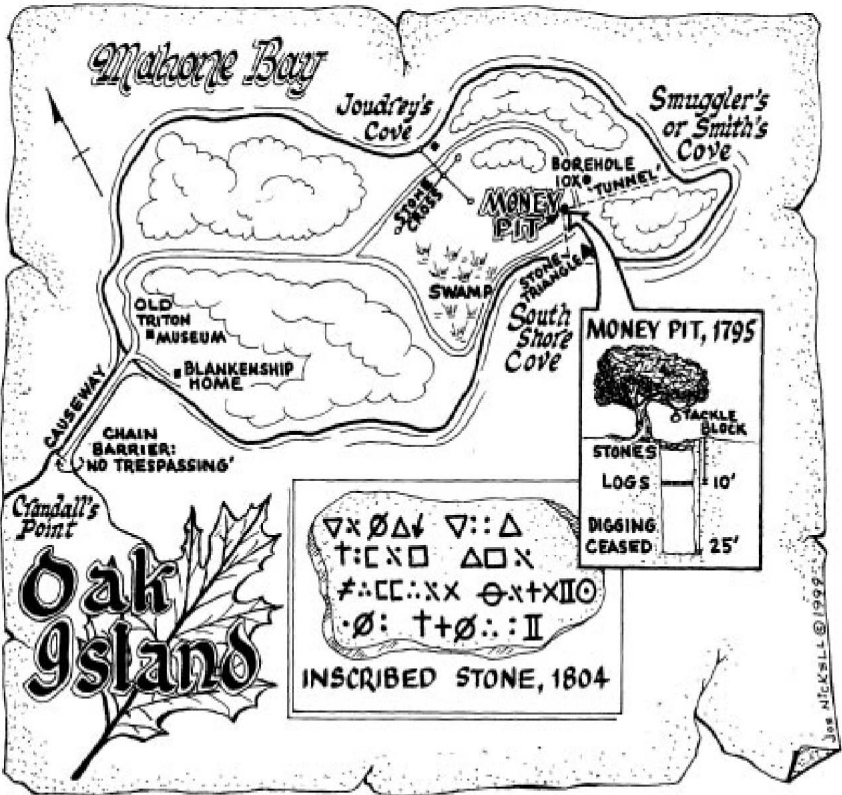 Mahone Bay
Joudrey's
Cove
Smuggler's
or Smith's
Cove
BOREHOLE
10X
'TUNNEL'
STONE
CROSS
MONEY
PIT
STONE
TRIANGLE
SWAMP
South
Shore
Cove
OLD
TRITON
MUSEUM
BLANKENSHIP
HOME
CAUSEWAY
CHAIN
BARRIER:
'NO TRESPASSING'
Crandall's
Point
MONEY PIT, 1795
TACKLE
BLOCK
STONES
LOGS
10'
DIGGING
CEASED
25'
Oak
Island
INSCRIBED STONE, 1804
JOE NICKELL © 1999